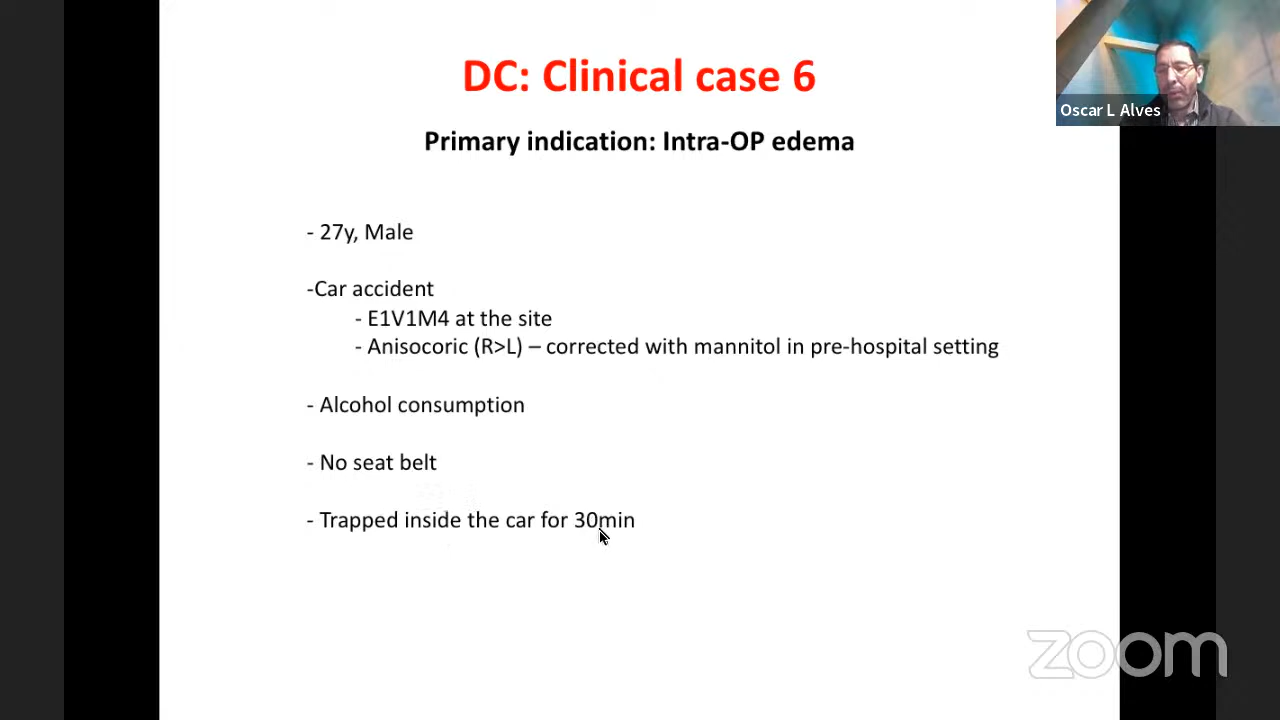 DC: Clinical case 6
Oscar L Alves
Primary indication: Intra-OP edema
- 27y, Male
-Car accident
- E1V1M4 at the site
- Anisocoric (R>L) – corrected with mannitol in pre-hospital setting
- Alcohol consumption
- No seat belt
- Trapped inside the car for 30min
zoom